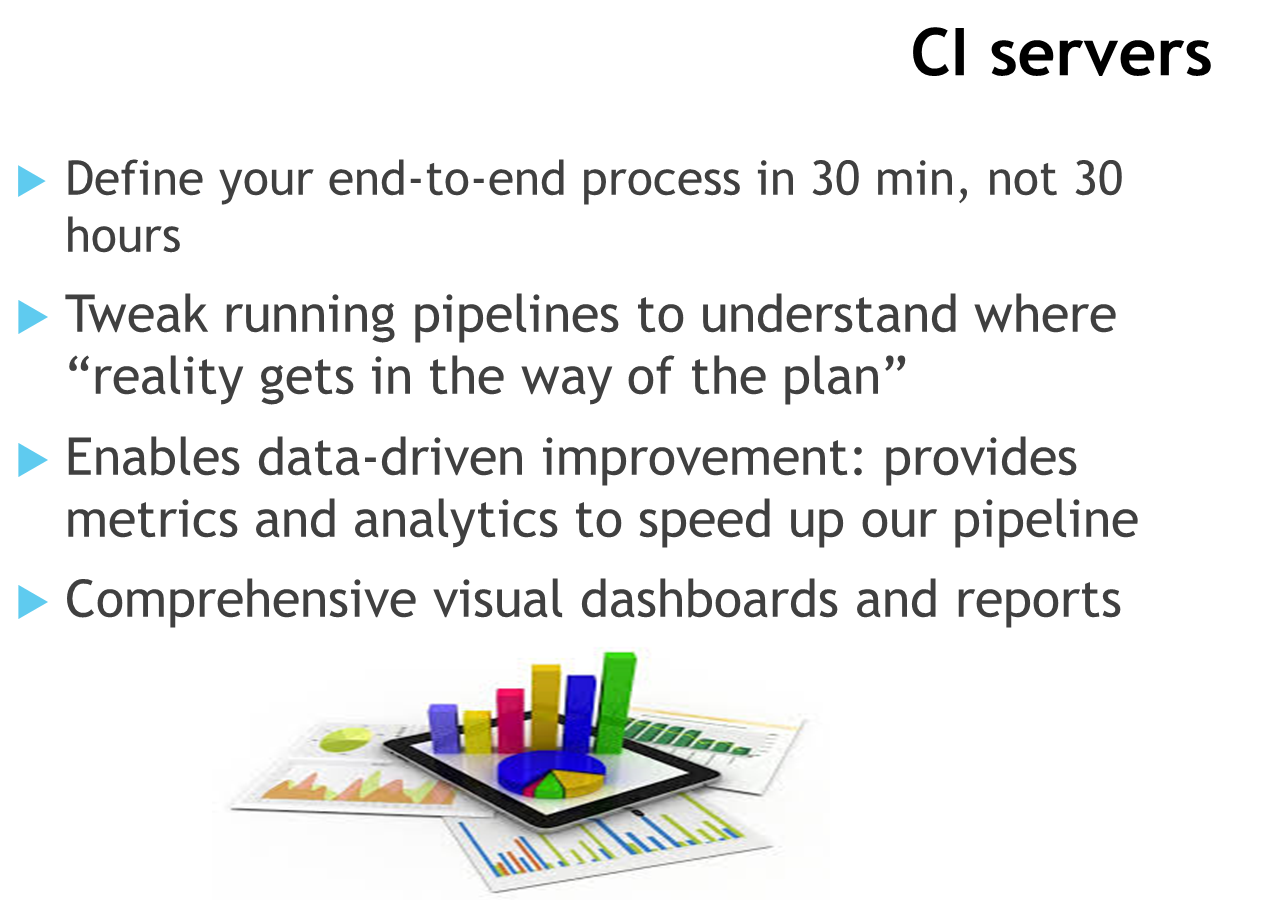 CI servers
Define your end-to-end process in 30 min, not 30
hours
Tweak running pipelines to understand where
“reality gets in the way of the plan”
Enables data-driven improvement: provides
metrics and analytics to speed up our pipeline
Comprehensive visual dashboards and reports